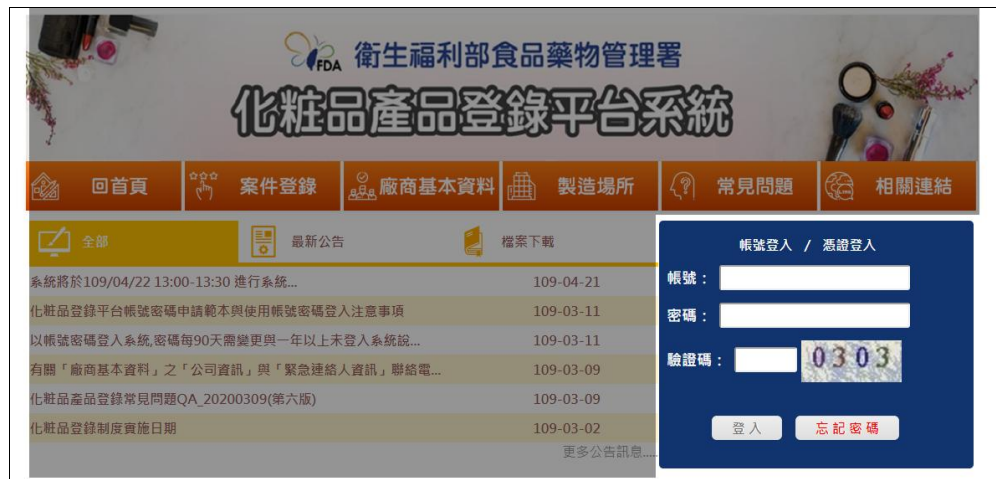 FDA 衛生福利部食品藥物管理署
化粧品產品登錄平台系統
回首頁 案件登錄 廠商基本資料 製造場所 常見問題 相關連結
全部 最新公告 檔案下載
系統將於109/04/22 13:00-13:30 進行系統... 109-04-21
化粧品登錄平台帳號密碼申請範本與使用帳號密碼登入注意事項 109-03-11
以帳號密碼登入系統,密碼每90天需變更與一年以上未登入系統說... 109-03-11
有關「廠商基本資料」之「公司資訊」與「緊急連絡人資訊」聯絡電... 109-03-09
化粧品產品登錄常見問題QA_20200309(第六版) 109-03-09
化粧品登錄制度實施日期 109-03-02
更多公告訊息.....
帳號登入 / 憑證登入
帳號：
密碼：
驗證碼： 0303
登入 忘記密碼